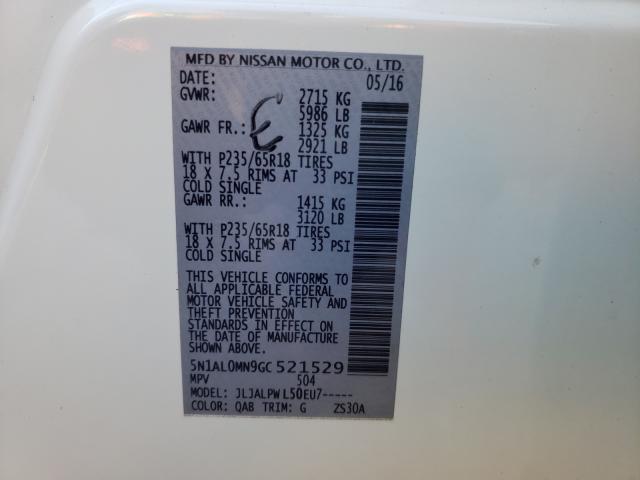 MFD BY NISSAN MOTOR CO., LTD.
DATE: 05/16
GVWR: 2715 KG
5986 LB
GAWR FR.: 1325 KG
2921 LB
WITH P235/65R18 TIRES
18 X 7.5 RIMS AT 33 PSI
COLD SINGLE
GAWR RR.: 1415 KG
3120 LB
WITH P235/65R18 TIRES
18 X 7.5 RIMS AT 33 PSI
COLD SINGLE
THIS VEHICLE CONFORMS TO
ALL APPLICABLE FEDERAL
MOTOR VEHICLE SAFETY AND
THEFT PREVENTION
STANDARDS IN EFFECT ON
THE DATE OF MANUFACTURE
SHOWN ABOVE.
5N1AL0MN9GC521529
MPV 504
MODEL: JLJALPW L50EU7-----
COLOR: QAB TRIM: G ZS30A